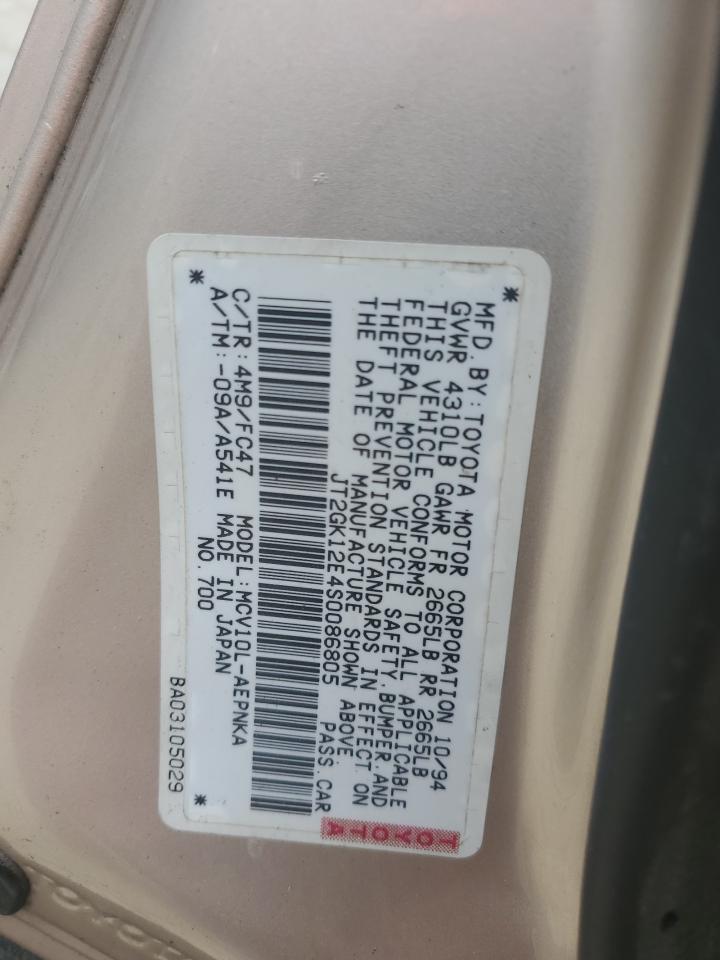 * MFD.BY:TOYOTA MOTOR CORPORATION 10/94
GVWR 4310LB GAWR FR 2665LB RR 2665LB
THIS VEHICLE CONFORMS TO ALL APPLICABLE
FEDERAL MOTOR VEHICLE SAFETY,BUMPER,AND
THEFT PREVENTION STANDARDS IN EFFECT ON
THE DATE OF MANUFACTURE SHOWN ABOVE.
JT2GK12E4S0086805 PASS.CAR
TOYOTA
C/TR:4M9/FC47 MODEL:MCV10L-AEPNKA
A/TM:-09A/A541E MADE IN JAPAN
* NO.700 *
BA03105029
TOYOTA